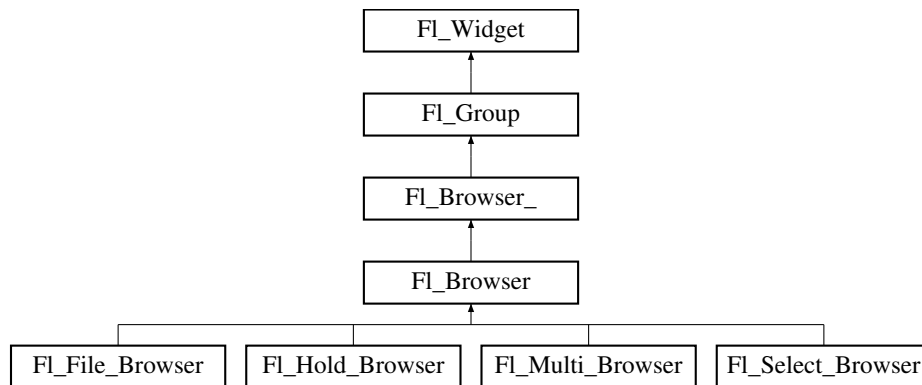 Fl_Widget
Fl_Group
Fl_Browser_
Fl_Browser
Fl_File_Browser Fl_Hold_Browser Fl_Multi_Browser Fl_Select_Browser